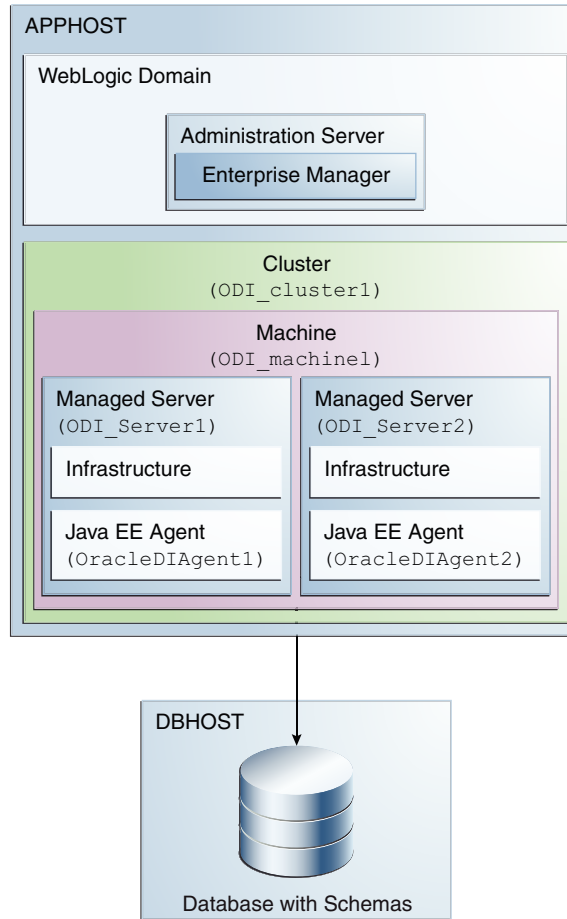 APPHOST
WebLogic Domain
Administration Server
Enterprise Manager
Cluster
(ODI_cluster1)
Machine
(ODI_machine1)
Managed Server
(ODI_Server1)
Infrastructure
Java EE Agent
(OracleDIAgent1)
Managed Server
(ODI_Server2)
Infrastructure
Java EE Agent
(OracleDIAgent2)
DBHOST
Database with Schemas